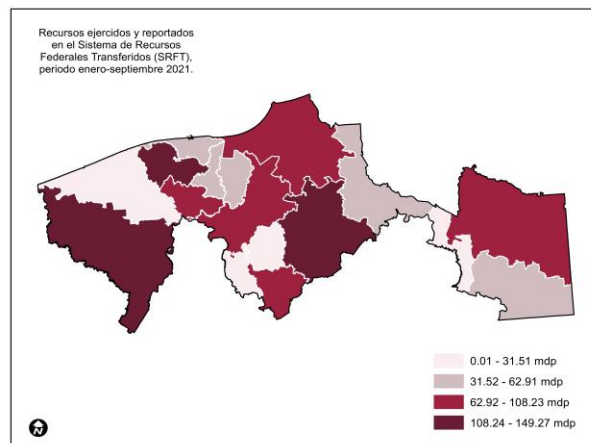 Recursos ejercidos y reportados
en el Sistema de Recursos
Federales Transferidos (SRFT),
periodo enero-septiembre 2021.
0.01 - 31.51 mdp
31.52 - 62.91 mdp
62.92 - 108.23 mdp
108.24 - 149.27 mdp
N